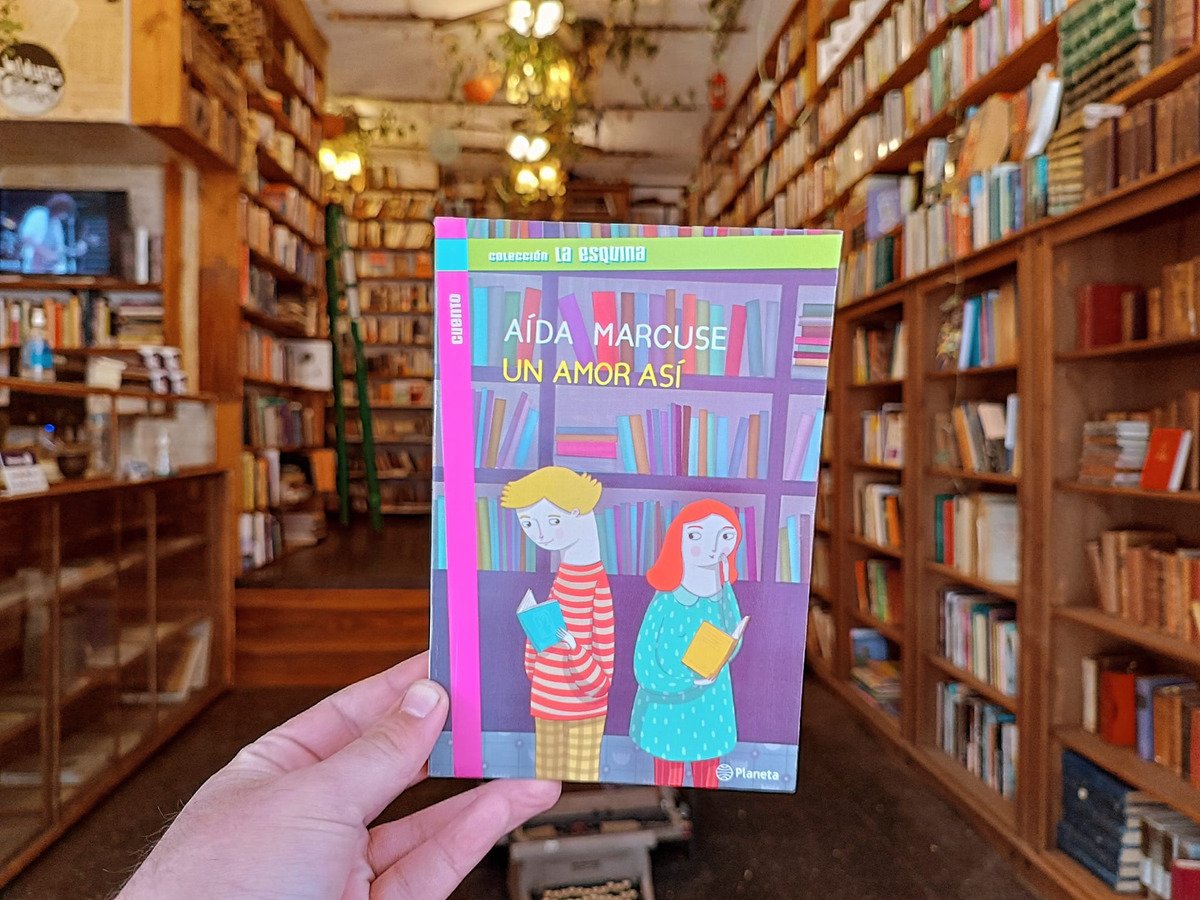 COLECCIÓN LA ESQUINA
CUENTO
AÍDA MARCUSE
UN AMOR ASÍ
Planeta